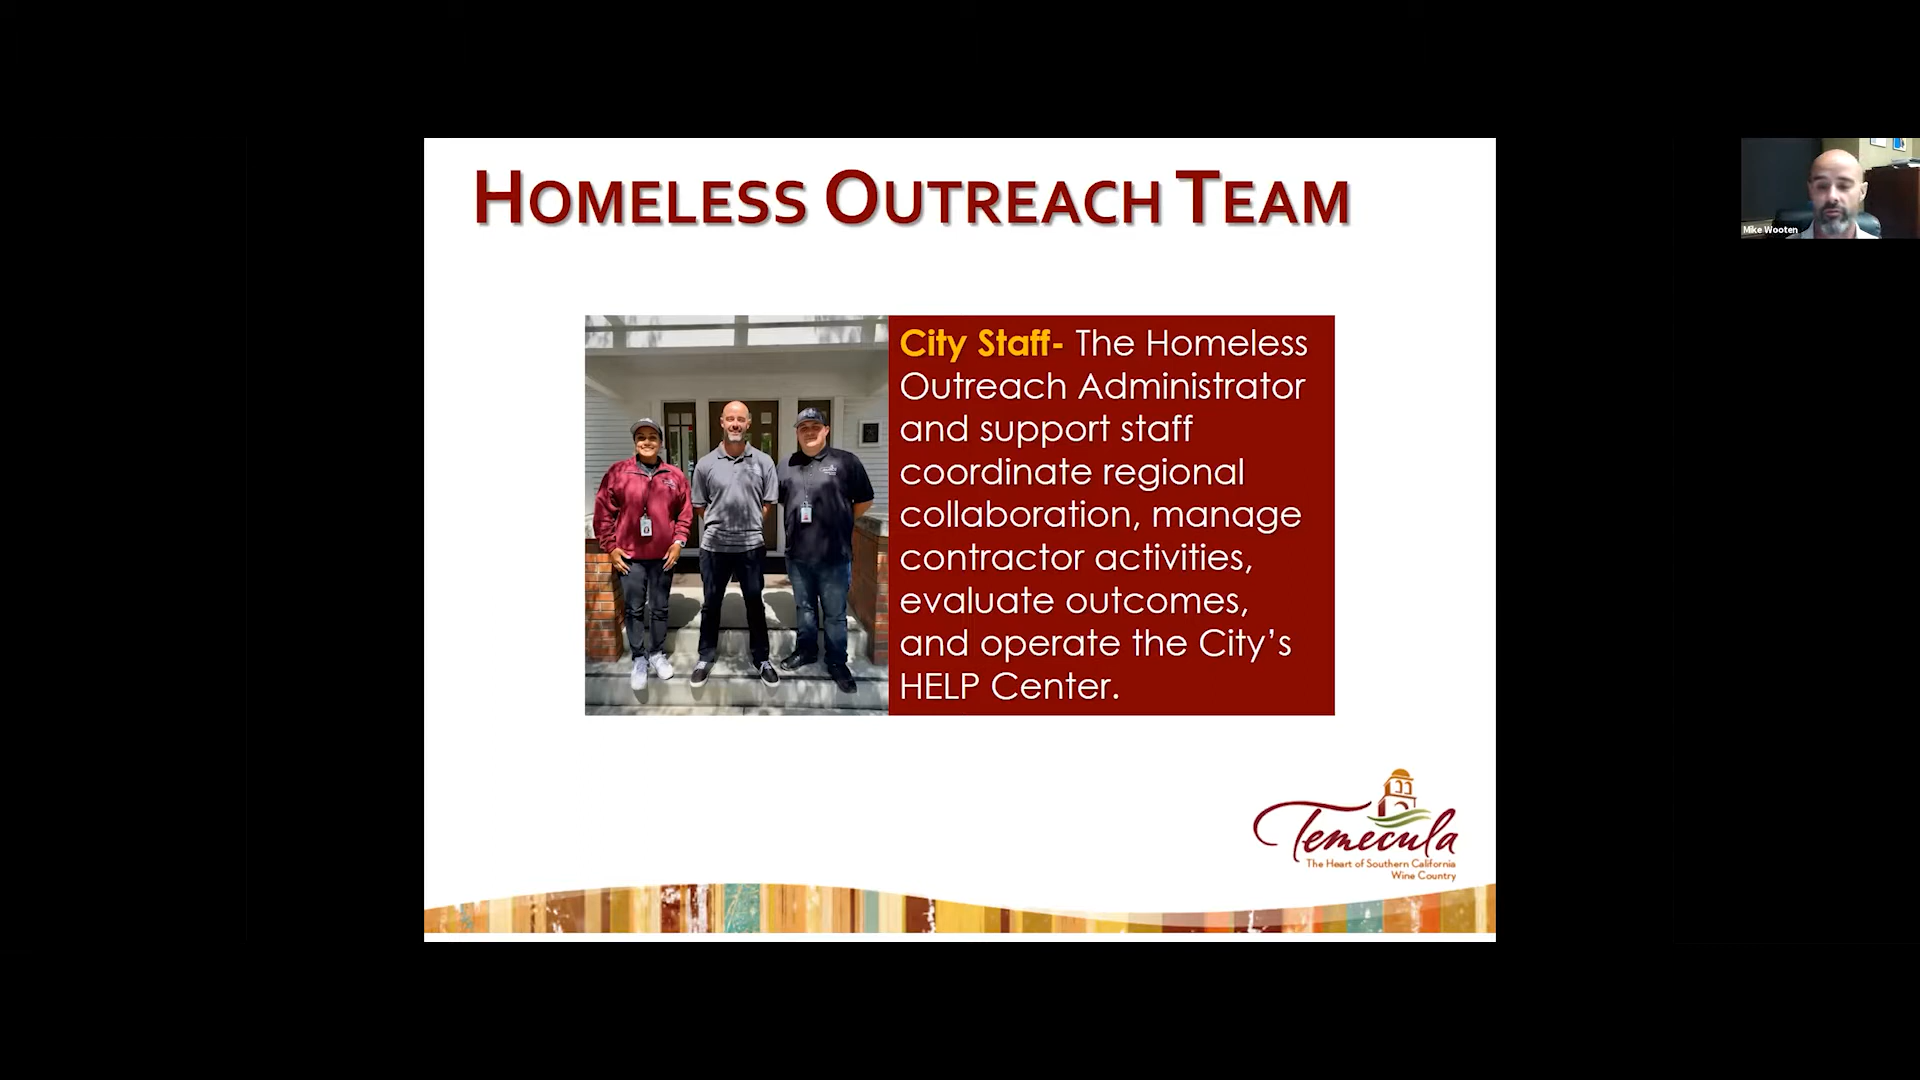 HOMELESS OUTREACH TEAM
City Staff- The Homeless
Outreach Administrator
and support staff
coordinate regional
collaboration, manage
contractor activities,
evaluate outcomes,
and operate the City’s
HELP Center.
Temecula
The Heart of Southern California
Wine Country
Mike Wooten